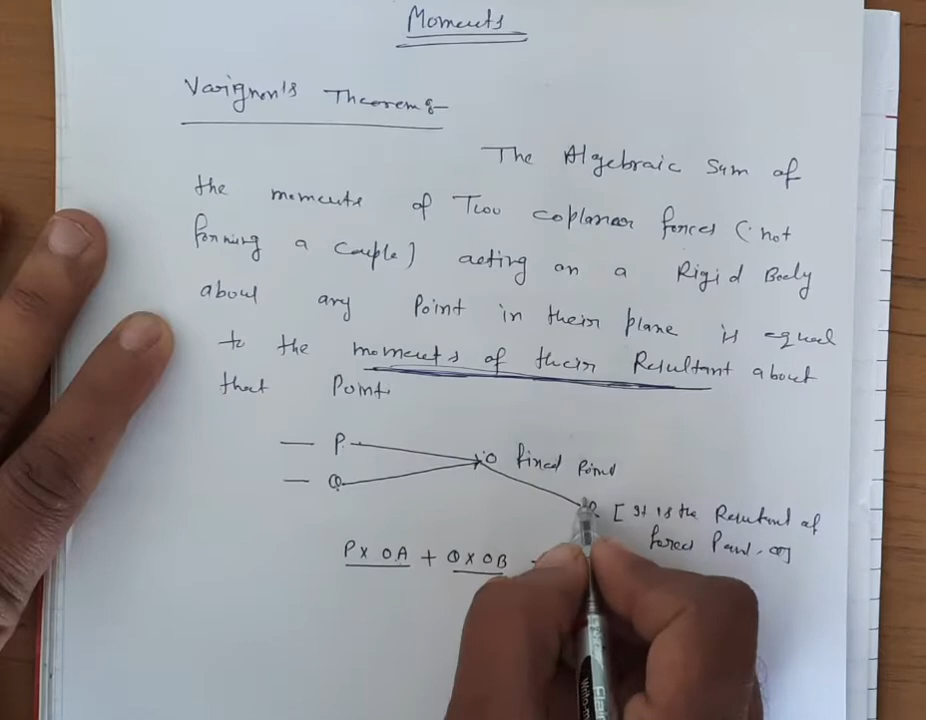 Moments
Varignon's Theorem :-
The Algebraic Sum of
the moments of Two coplanar forces (not
forming a couple) acting on a Rigid Body
about any Point in their plane is equal
to the moments of their Resultant about
that Point.
— P
O fixed Point
— Q
R [It is the Resultant of
forces P and Q]
P x OA + Q x OB